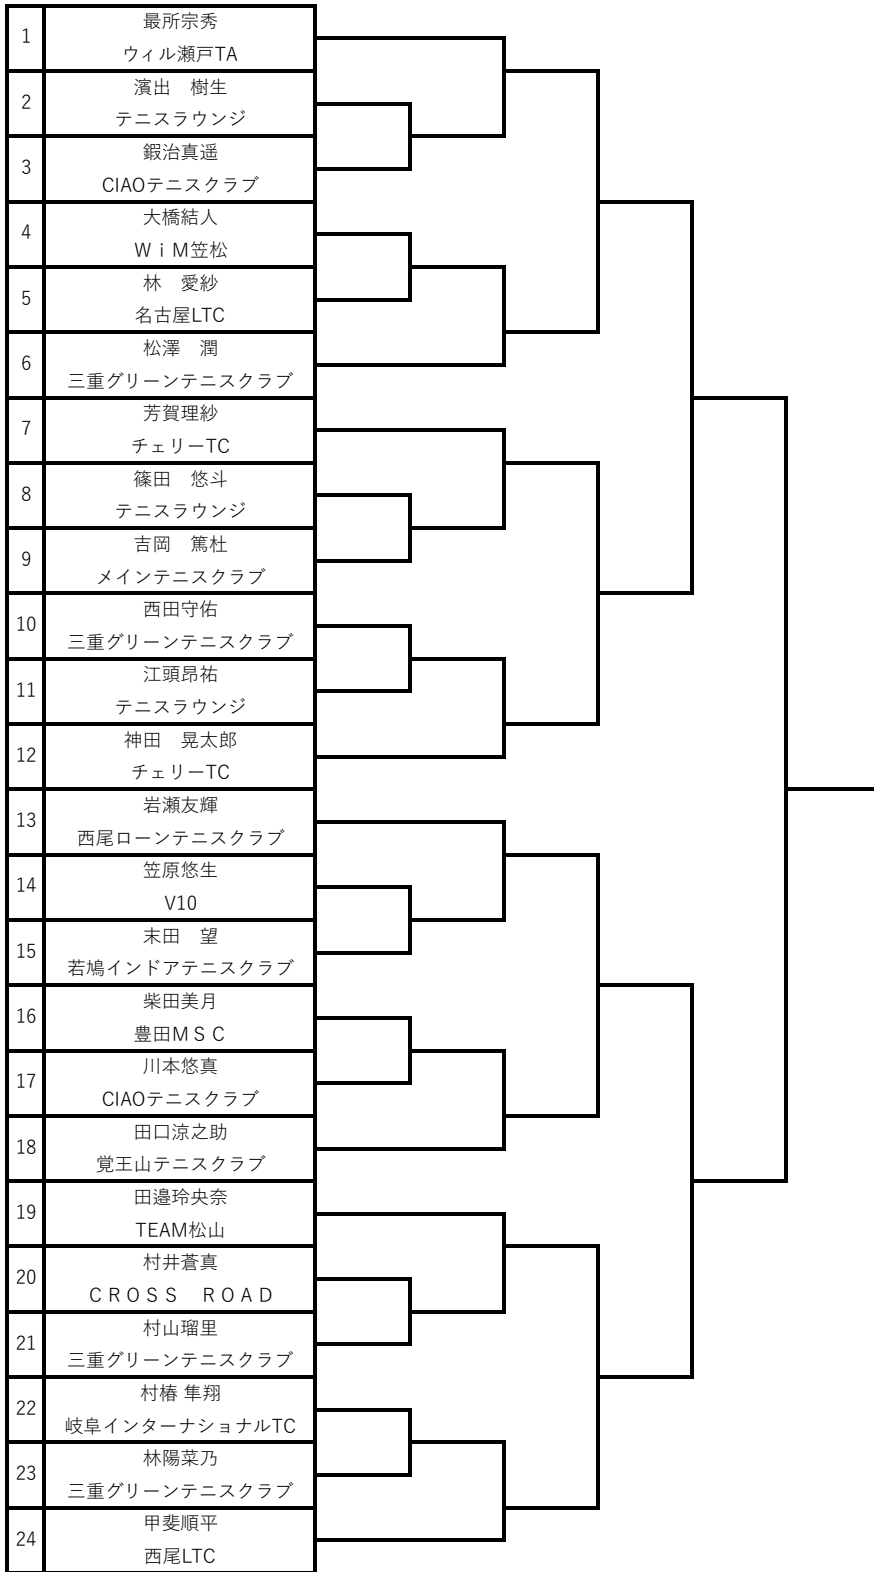 1
最所宗秀
ウィル瀬戸TA
2
濱出　樹生
テニスラウンジ
3
鍜治真遥
CIAOテニスクラブ
4
大橋結人
ＷｉＭ笠松
5
林　愛紗
名古屋LTC
6
松澤　潤
三重グリーンテニスクラブ
7
芳賀理紗
チェリーTC
8
篠田　悠斗
テニスラウンジ
9
吉岡　篤杜
メインテニスクラブ
10
西田守佑
三重グリーンテニスクラブ
11
江頭昂祐
テニスラウンジ
12
神田　晃太郎
チェリーTC
13
岩瀬友輝
西尾ローンテニスクラブ
14
笠原悠生
V10
15
末田　望
若鳩インドアテニスクラブ
16
柴田美月
豊田ＭＳＣ
17
川本悠真
CIAOテニスクラブ
18
田口涼之助
覚王山テニスクラブ
19
田邉玲央奈
TEAM松山
20
村井蒼真
ＣＲＯＳＳ　ＲＯＡＤ
21
村山瑠里
三重グリーンテニスクラブ
22
村椿 隼翔
岐阜インターナショナルTC
23
林陽菜乃
三重グリーンテニスクラブ
24
甲斐順平
西尾LTC